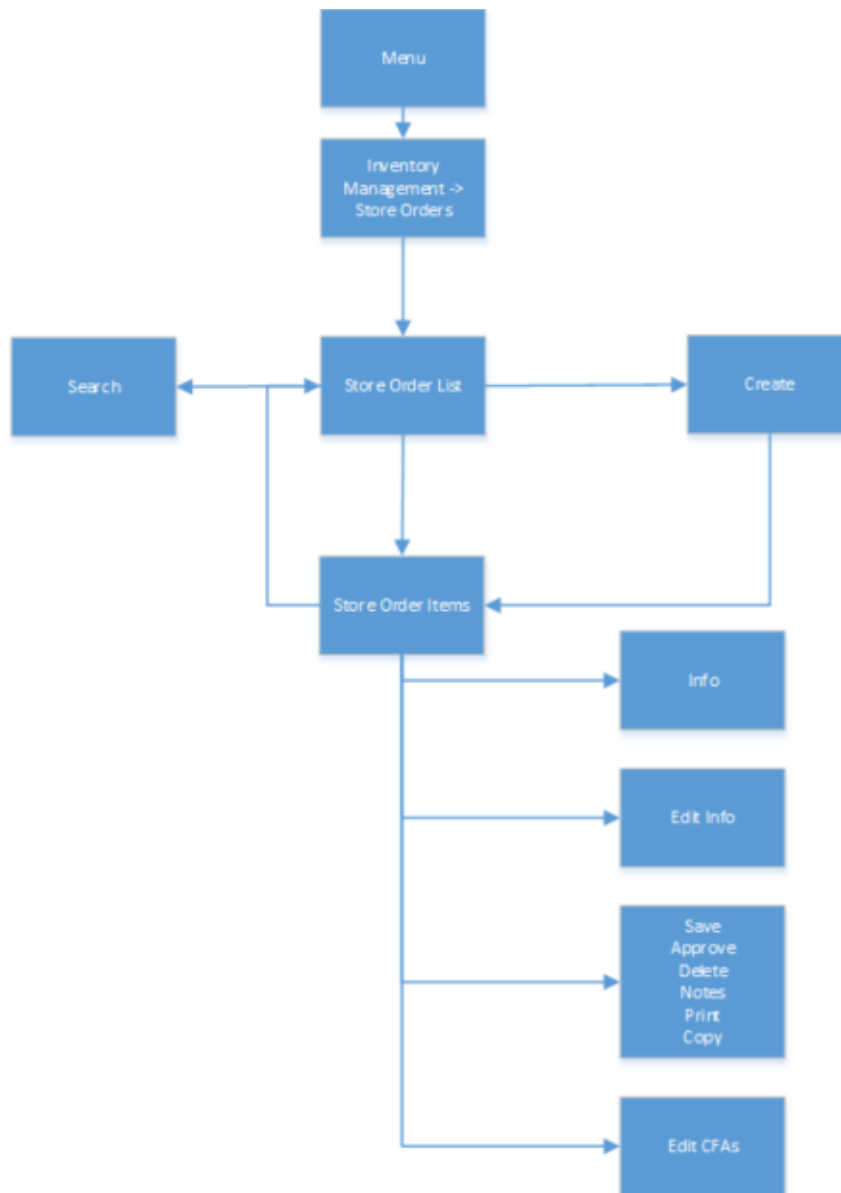 Menu
Inventory
Management ->
Store Orders
Search
Store Order List
Create
Store Order Items
Info
Edit Info
Save
Approve
Delete
Notes
Print
Copy
Edit CFAs